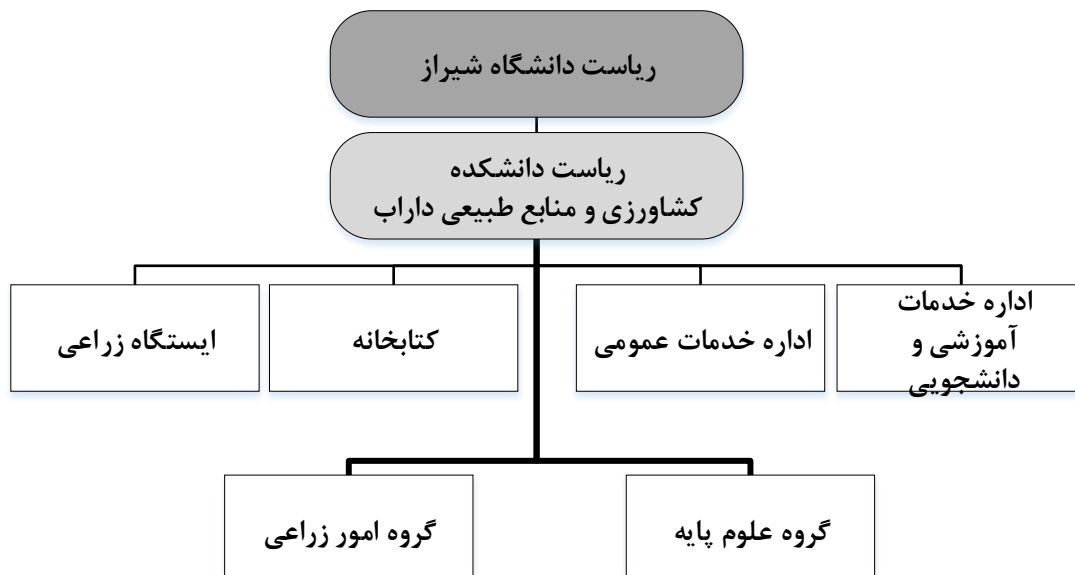 ریاست دانشگاه شیراز
ریاست دانشکده
کشاورزی و منابع طبیعی داراب
اداره خدمات
آموزشی و
دانشجویی
اداره خدمات عمومی
کتابخانه
ایستگاه زراعی
گروه علوم پایه
گروه امور زراعی